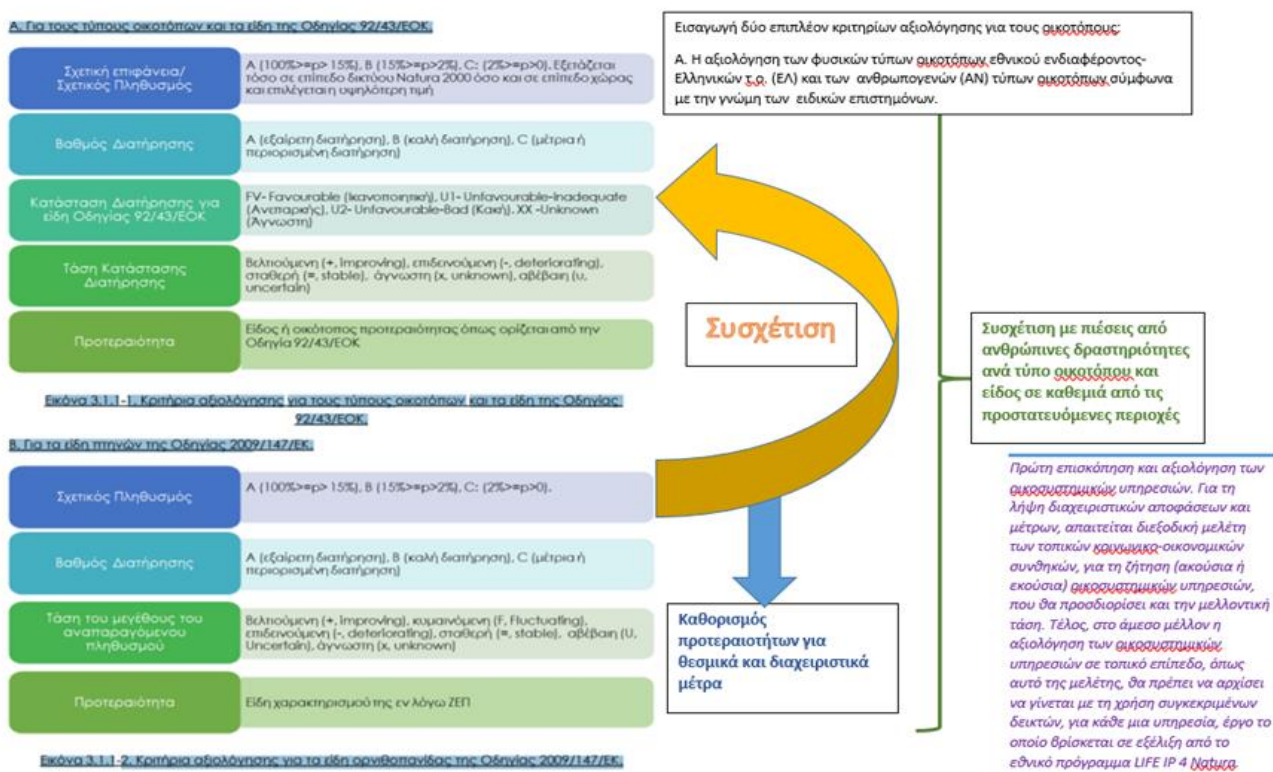 Α. Για τους τύπους οικοτόπων και τα είδη της Οδηγίας 92/43/ΕΟΚ.
Σχετική επιφάνεια/
Σχετικός Πληθυσμός
Α (100%>=p> 15%), Β (15%>=p>2%), C: (2%>=p>0). Εξετάζεται
τόσο σε επίπεδο δικτύου Natura 2000 όσο και σε επίπεδο χώρας
και επιλέγεται η υψηλότερη τιμή
Βαθμός Διατήρησης
Α (εξαίρετη διατήρηση), Β (καλή διατήρηση), C (μέτρια ή
περιορισμένη διατήρηση)
Κατάσταση Διατήρησης για
είδη Οδηγίας 92/43/ΕΟΚ
FV- Favourable (Ικανοποιητική), U1- Unfavourable-Inadequate
(Ανεπαρκής), U2- Unfavourable-Bad (Κακή). XX -Unknown
(Άγνωστη)
Τάση Κατάστασης
Διατήρησης
Βελτιούμενη (+, improving), επιδεινούμενη (-, deteriorating),
σταθερή (=, stable), άγνωστη (x, unknown), αβέβαιη (u,
uncertain)
Προτεραιότητα
Είδος ή οικότοπος προτεραιότητας όπως ορίζεται από την
Οδηγία 92/43/ΕΟΚ
Εικόνα 3.1.1-1. Κριτήρια αξιολόγησης για τους τύπους οικοτόπων και τα είδη της Οδηγίας
92/43/ΕΟΚ.
Β. Για τα είδη πτηνών της Οδηγίας 2009/147/ΕΚ.
Σχετικός Πληθυσμός
Α (100%>=p> 15%), Β (15%>=p>2%), C: (2%>=p>0).
Βαθμός Διατήρησης
Α (εξαίρετη διατήρηση), Β (καλή διατήρηση), C (μέτρια ή
περιορισμένη διατήρηση)
Τάση του μεγέθους του
αναπαραγόμενου
πληθυσμού
Βελτιούμενη (+, improving), κυμαινόμενη (F, Fluctuating),
επιδεινούμενη (-, deteriorating), σταθερή (=, stable), αβέβαιη (U,
Uncertain), άγνωστη (x, unknown)
Προτεραιότητα
Είδη χαρακτηρισμού της εν λόγω ΖΕΠ
Εικόνα 3.1.1-2. Κριτήρια αξιολόγησης για τα είδη ορνιθοπανίδας της Οδηγίας 2009/147/ΕΚ.
Εισαγωγή δύο επιπλέον κριτηρίων αξιολόγησης για τους οικοτόπους:
Α. Η αξιολόγηση των φυσικών τύπων οικοτόπων εθνικού ενδιαφέροντος-
Ελληνικών τ.ο. (ΕΛ) και των ανθρωπογενών (ΑΝ) τύπων οικοτόπων σύμφωνα
με την γνώμη των ειδικών επιστημόνων.
Συσχέτιση
Καθορισμός
προτεραιοτήτων για
θεσμικά και διαχειριστικά
μέτρα
Συσχέτιση με πιέσεις από
ανθρώπινες δραστηριότητες
ανά τύπο οικοτόπου και
είδος σε καθεμιά από τις
προστατευόμενες περιοχές
Πρώτη επισκόπηση και αξιολόγηση των
οικοσυστημικών υπηρεσιών. Για τη
λήψη διαχειριστικών αποφάσεων και
μέτρων, απαιτείται διεξοδική μελέτη
των τοπικών κοινωνικο-οικονομικών
συνθηκών, για τη ζήτηση (ακούσια ή
εκούσια) οικοσυστημικών υπηρεσιών,
που θα προσδιορίσει και την μελλοντική
τάση. Τέλος, στο άμεσο μέλλον η
αξιολόγηση των οικοσυστημικών
υπηρεσιών σε τοπικό επίπεδο, όπως
αυτό της μελέτης, θα πρέπει να αρχίσει
να γίνεται με τη χρήση συγκεκριμένων
δεικτών, για κάθε μια υπηρεσία, έργο το
οποίο βρίσκεται σε εξέλιξη από το
εθνικό πρόγραμμα LIFE IP 4 Natura.